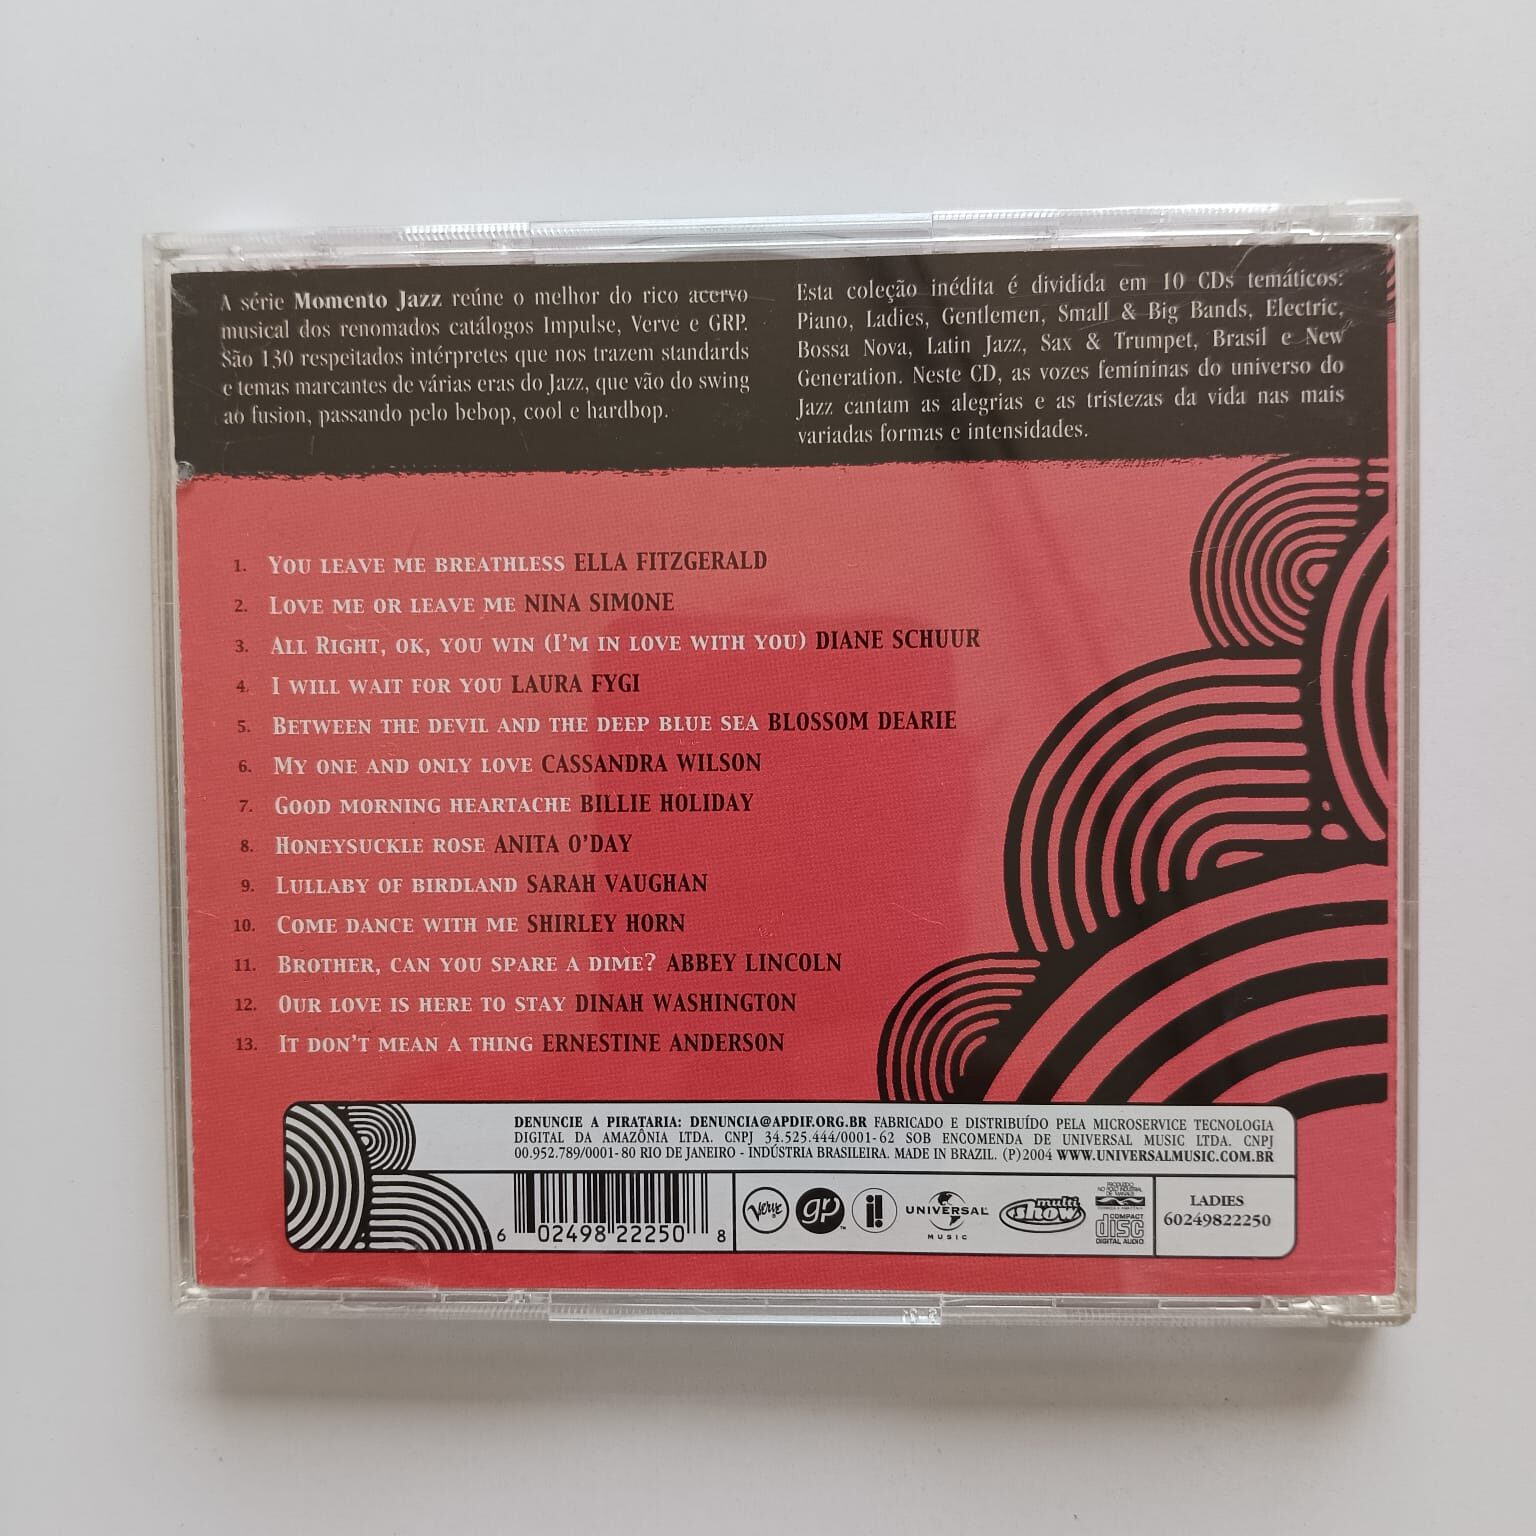 A série Momento Jazz reúne o melhor do rico acervo
musical dos renomados catálogos Impulse, Verve e GRP.
São 130 respeitados intérpretes que nos trazem standards
e temas marcantes de várias eras do Jazz, que vão do swing
ao fusion, passando pelo bebop, cool e hardbop.
Esta coleção inédita é dividida em 10 CDs temáticos:
Piano, Ladies, Gentlemen, Small & Big Bands, Electric,
Bossa Nova, Latin Jazz, Sax & Trumpet, Brasil e New
Generation. Neste CD, as vozes femininas do universo do
Jazz cantam as alegrias e as tristezas da vida nas mais
variadas formas e intensidades.
1. You leave me breathless ELLA FITZGERALD
2. Love me or leave me NINA SIMONE
3. All Right, ok, you win (I'm in love with you) DIANE SCHUUR
4. I will wait for you LAURA FYGI
5. Between the devil and the deep blue sea BLOSSOM DEARIE
6. My one and only love CASSANDRA WILSON
7. Good morning heartache BILLIE HOLIDAY
8. Honeysuckle rose ANITA O'DAY
9. Lullaby of birdland SARAH VAUGHAN
10. Come dance with me SHIRLEY HORN
11. Brother, can you spare a dime? ABBEY LINCOLN
12. Our love is here to stay DINAH WASHINGTON
13. It don't mean a thing ERNESTINE ANDERSON
DENUNCIE A PIRATARIA: DENUNCIA@APDIF.ORG.BR FABRICADO E DISTRIBUÍDO PELA MICROSERVICE TECNOLOGIA
DIGITAL DA AMAZÔNIA LTDA. CNPJ 34.525.444/0001-62 SOB ENCOMENDA DE UNIVERSAL MUSIC LTDA. CNPJ
00.952.789/0001-80 RIO DE JANEIRO - INDÚSTRIA BRASILEIRA. MADE IN BRAZIL. (P)2004 WWW.UNIVERSALMUSIC.COM.BR
6 02498 22250 8
Verve
grp
UNIVERSAL
MUSIC
multi
show
COMPACT
disc
DIGITAL AUDIO
LADIES
60249822250